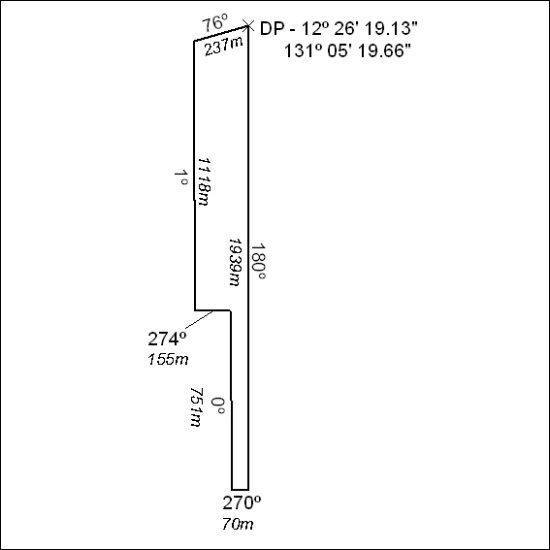 76º
237m
DP - 12º 26' 19.13"
131º 05' 19.66"
1º
1118m
1939m
180º
274º
155m
751m
0º
270º
70m